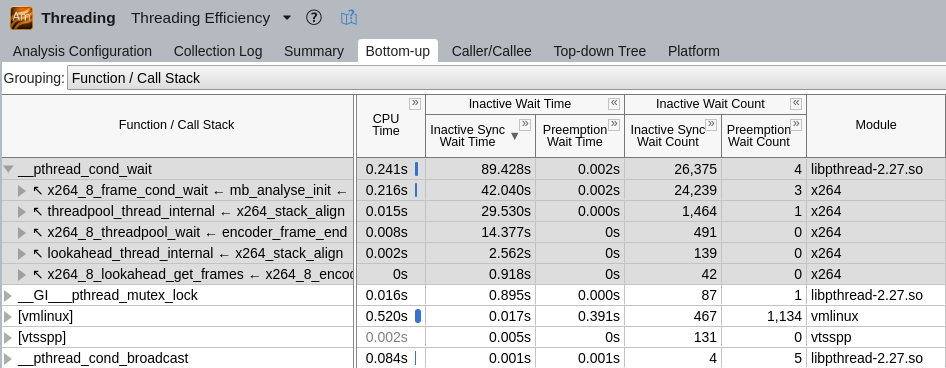 Am Threading Threading Efficiency
Analysis Configuration Collection Log Summary Bottom-up Caller/Callee Top-down Tree Platform
Grouping: Function / Call Stack
Function / Call Stack CPU Time Inactive Wait Time Inactive Wait Count Module
Inactive Sync Wait Time Preemption Wait Time Inactive Sync Wait Count Preemption Wait Count
__pthread_cond_wait 0.241s 89.428s 0.002s 26,375 4 libpthread-2.27.so
↖ x264_8_frame_cond_wait ← mb_analyse_init ← 0.216s 42.040s 0.002s 24,239 3 x264
↖ threadpool_thread_internal ← x264_stack_align 0.015s 29.530s 0.000s 1,464 1 x264
↖ x264_8_threadpool_wait ← encoder_frame_end 0.008s 14.377s 0s 491 0 x264
↖ lookahead_thread_internal ← x264_stack_align 0.002s 2.562s 0s 139 0 x264
↖ x264_8_lookahead_get_frames ← x264_8_enco 0s 0.918s 0s 42 0 x264
__GI___pthread_mutex_lock 0.016s 0.895s 0.000s 87 1 libpthread-2.27.so
[vmlinux] 0.520s 0.017s 0.391s 467 1,134 vmlinux
[vtsspp] 0.002s 0.005s 0s 131 0 vtsspp
__pthread_cond_broadcast 0.084s 0.001s 0.001s 4 5 libpthread-2.27.so